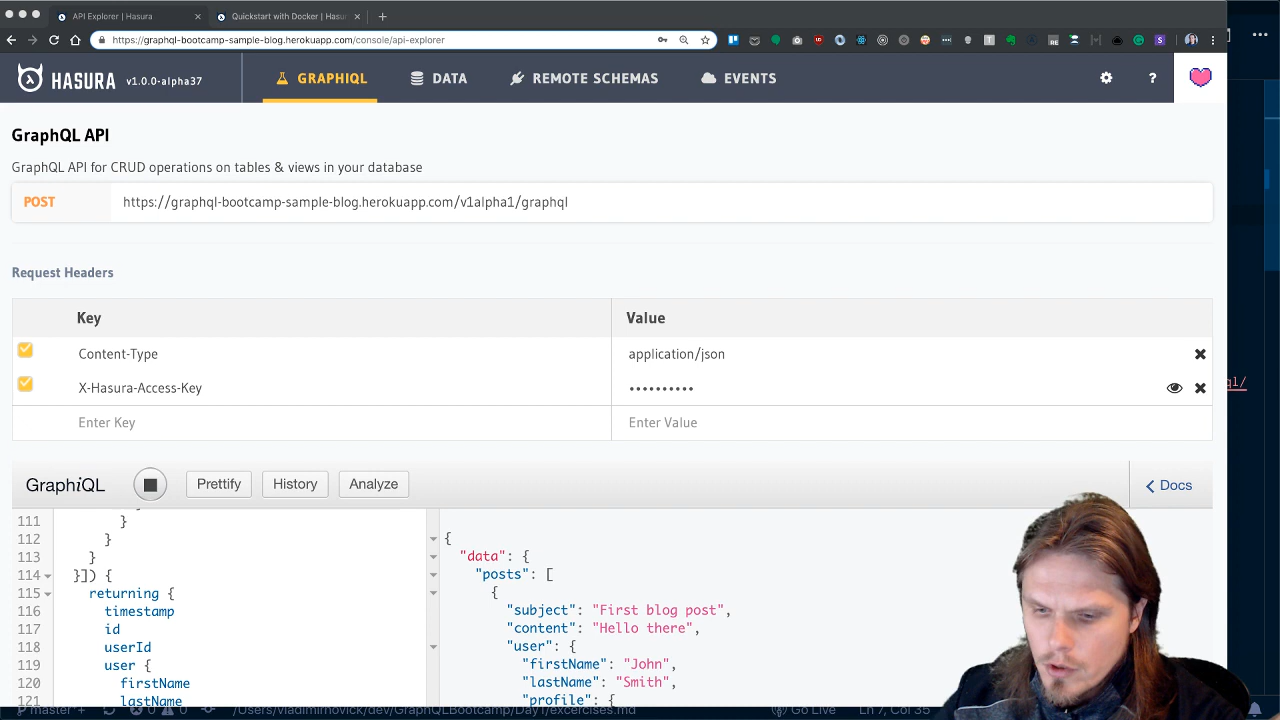 API Explorer | Hasura
Quickstart with Docker | Hasu
https://graphql-bootcamp-sample-blog.herokuapp.com/console/api-explorer
HASURA v1.0.0-alpha37
GRAPHIQL
DATA
REMOTE SCHEMAS
EVENTS
?
GraphQL API
GraphQL API for CRUD operations on tables & views in your database
POST https://graphql-bootcamp-sample-blog.herokuapp.com/v1alpha1/graphql
Request Headers
Key Value
Content-Type application/json
X-Hasura-Access-Key ••••••••••
Enter Key Enter Value
ql/
GraphiQL Prettify History Analyze Docs
111 }
112 }
113 }
114 }]) {
115 returning {
116 timestamp
117 id
118 userId
119 user {
120 firstName
121 lastName
{
"data": {
"posts": [
{
"subject": "First blog post",
"content": "Hello there",
"user": {
"firstName": "John",
"lastName": "Smith",
"profile": {
master* 0 0 /Users/vladimirnovick/dev/GraphQLBootcamp/Day1/excercises.md Go Live Ln 7, Col 35